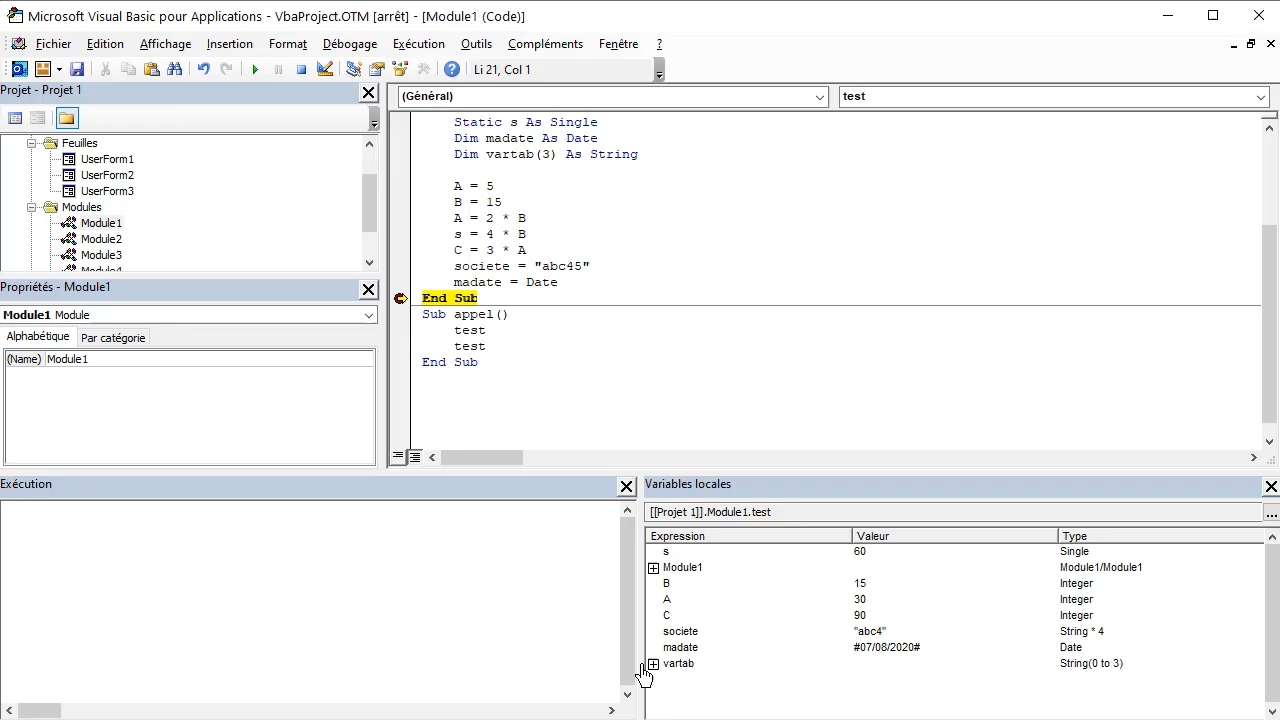 Microsoft Visual Basic pour Applications - VbaProject.OTM [arrêt] - [Module1 (Code)]
Fichier Edition Affichage Insertion Format Débogage Exécution Outils Compléments Fenêtre ?
Li 21, Col 1
Projet - Projet 1
Feuilles
UserForm1
UserForm2
UserForm3
Modules
Module1
Module2
Module3
Module4
Propriétés - Module1
Module1 Module
Alphabétique Par catégorie
(Name) Module1
(Général) test
Static s As Single
Dim madate As Date
Dim vartab(3) As String
A = 5
B = 15
A = 2 * B
s = 4 * B
C = 3 * A
societe = "abc45"
madate = Date
End Sub
Sub appel()
test
test
End Sub
Exécution
Variables locales
[[Projet 1]].Module1.test
...
Expression Valeur Type
s 60 Single
Module1 Module1/Module1
B 15 Integer
A 30 Integer
C 90 Integer
societe "abc4" String * 4
madate #07/08/2020# Date
vartab String(0 to 3)